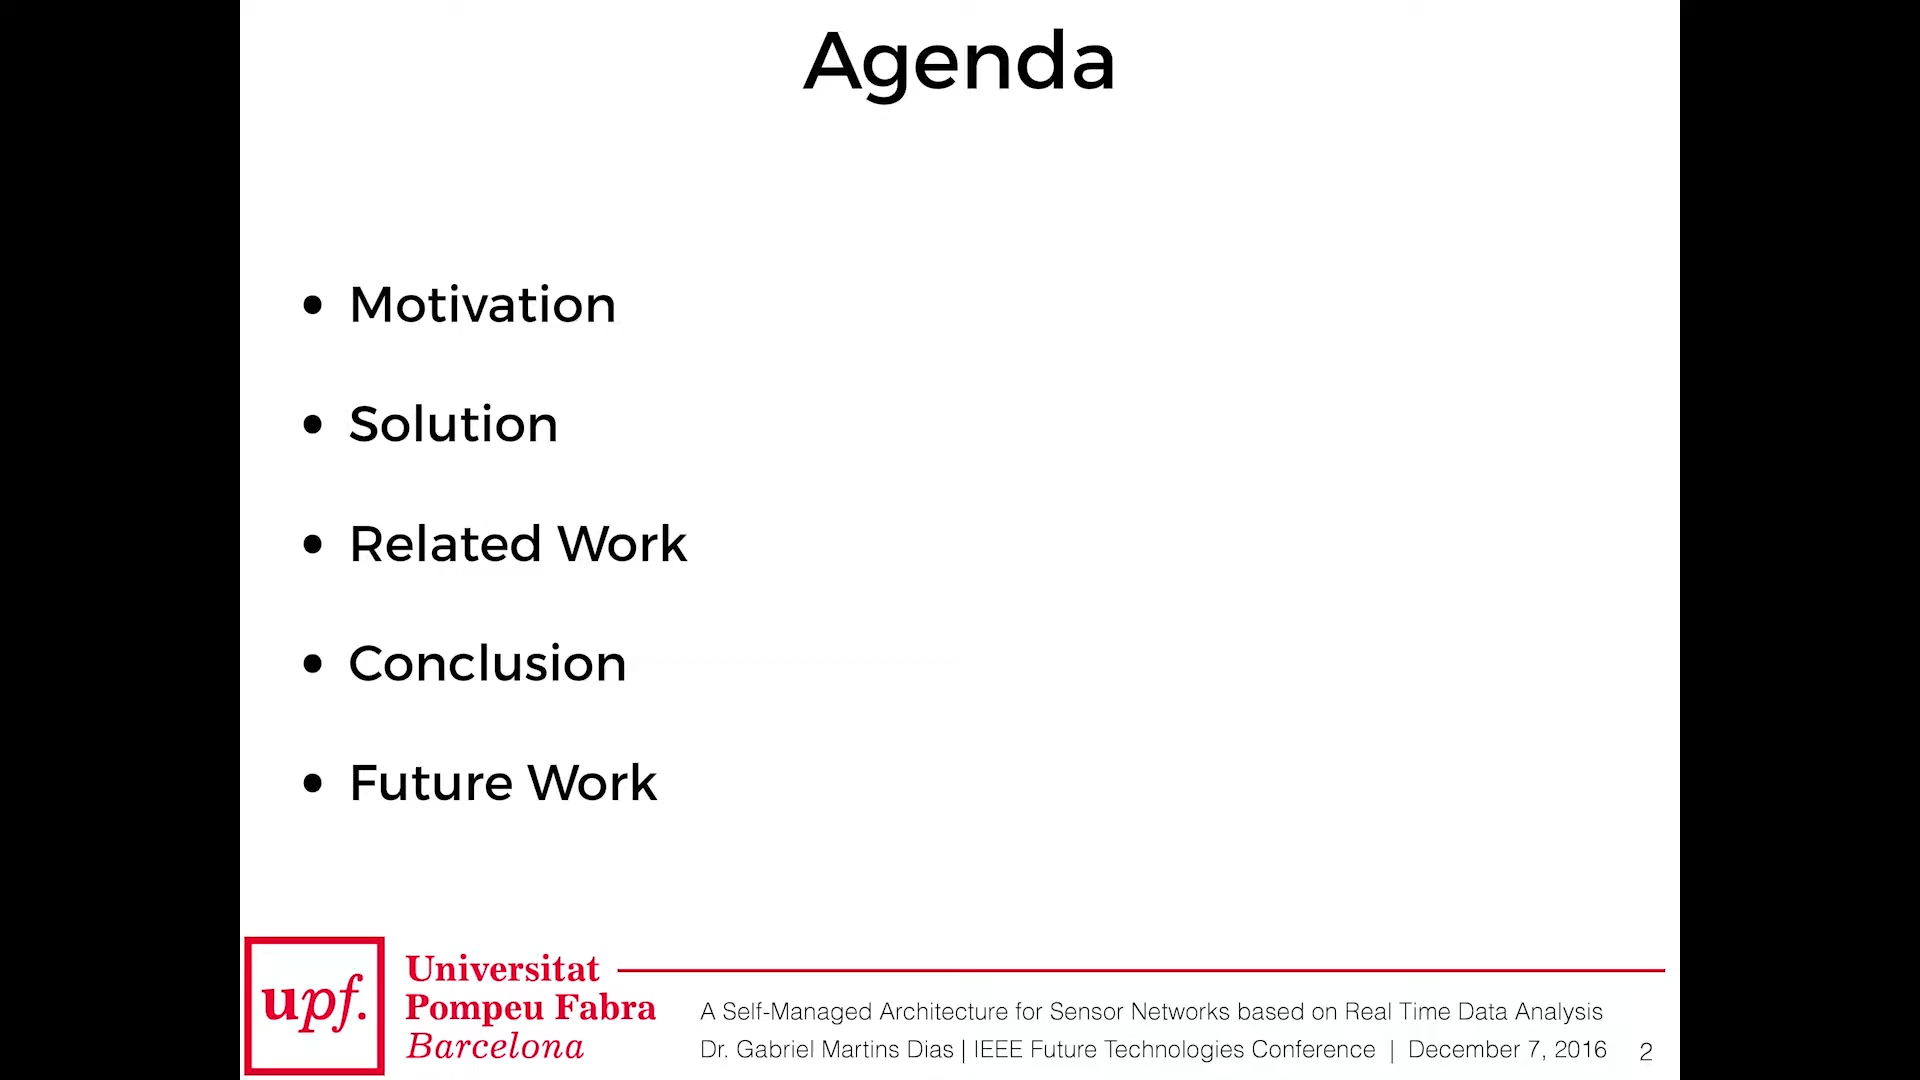 Agenda
• Motivation
• Solution
• Related Work
• Conclusion
• Future Work
upf.
Universitat
Pompeu Fabra
Barcelona
A Self-Managed Architecture for Sensor Networks based on Real Time Data Analysis
Dr. Gabriel Martins Dias | IEEE Future Technologies Conference | December 7, 2016 2